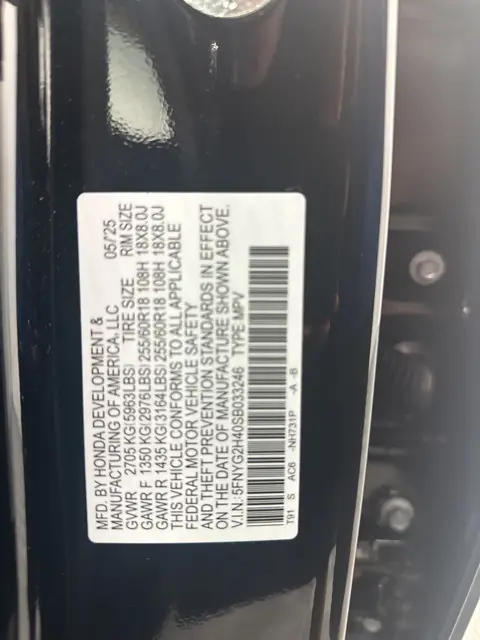 MFD. BY HONDA DEVELOPMENT &
MANUFACTURING OF AMERICA, LLC 05/'25
GVWR 2705 KG(5963LBS) TIRE SIZE RIM SIZE
GAWR F 1350 KG(2976LBS) 255/60R18 108H 18X8.0J
GAWR R 1435 KG(3164LBS) 255/60R18 108H 18X8.0J
THIS VEHICLE CONFORMS TO ALL APPLICABLE
FEDERAL MOTOR VEHICLE SAFETY
AND THEFT PREVENTION STANDARDS IN EFFECT
ON THE DATE OF MANUFACTURE SHOWN ABOVE.
V.I.N.: 5FNYG2H40SB033246 TYPE:MPV
T91 S AC6 -NH731P -A -B